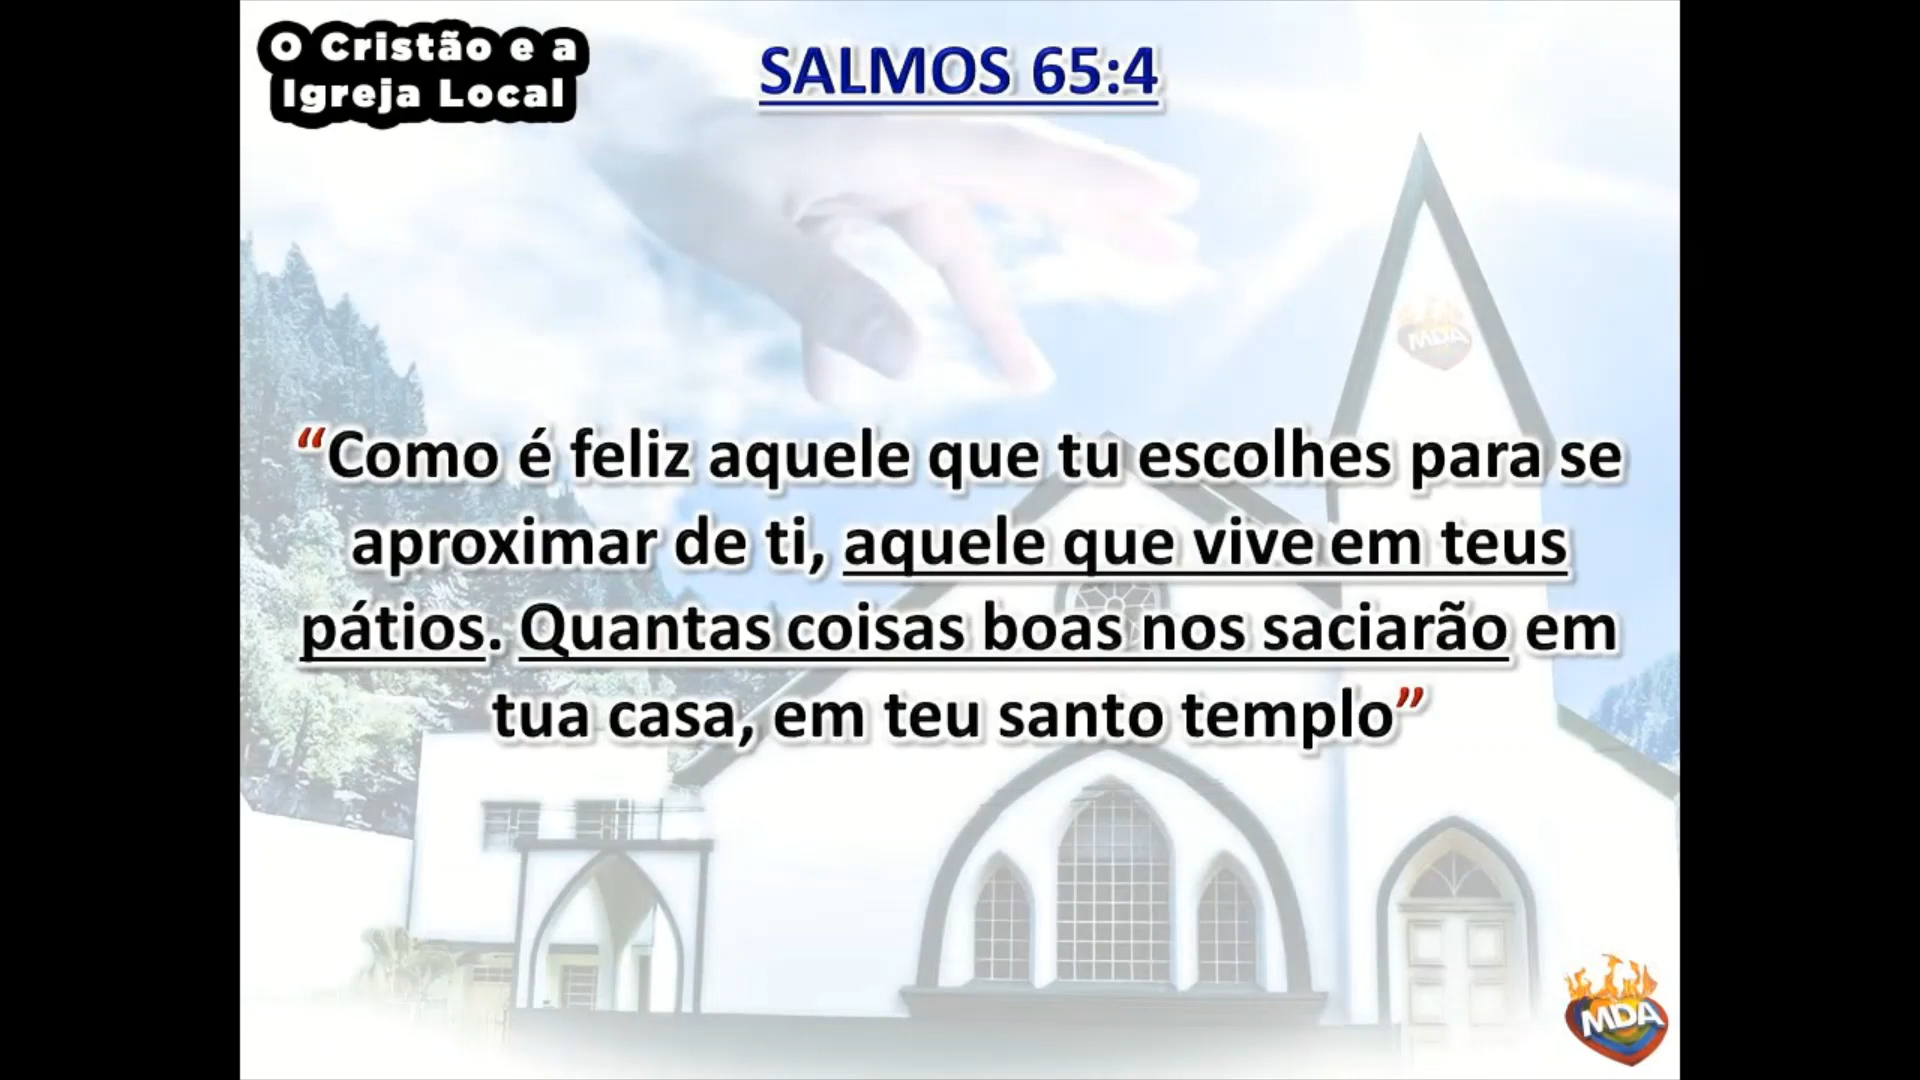 O Cristão e a
Igreja Local
SALMOS 65:4
MDA
“Como é feliz aquele que tu escolhes para se
aproximar de ti, aquele que vive em teus
pátios. Quantas coisas boas nos saciarão em
tua casa, em teu santo templo”
MDA